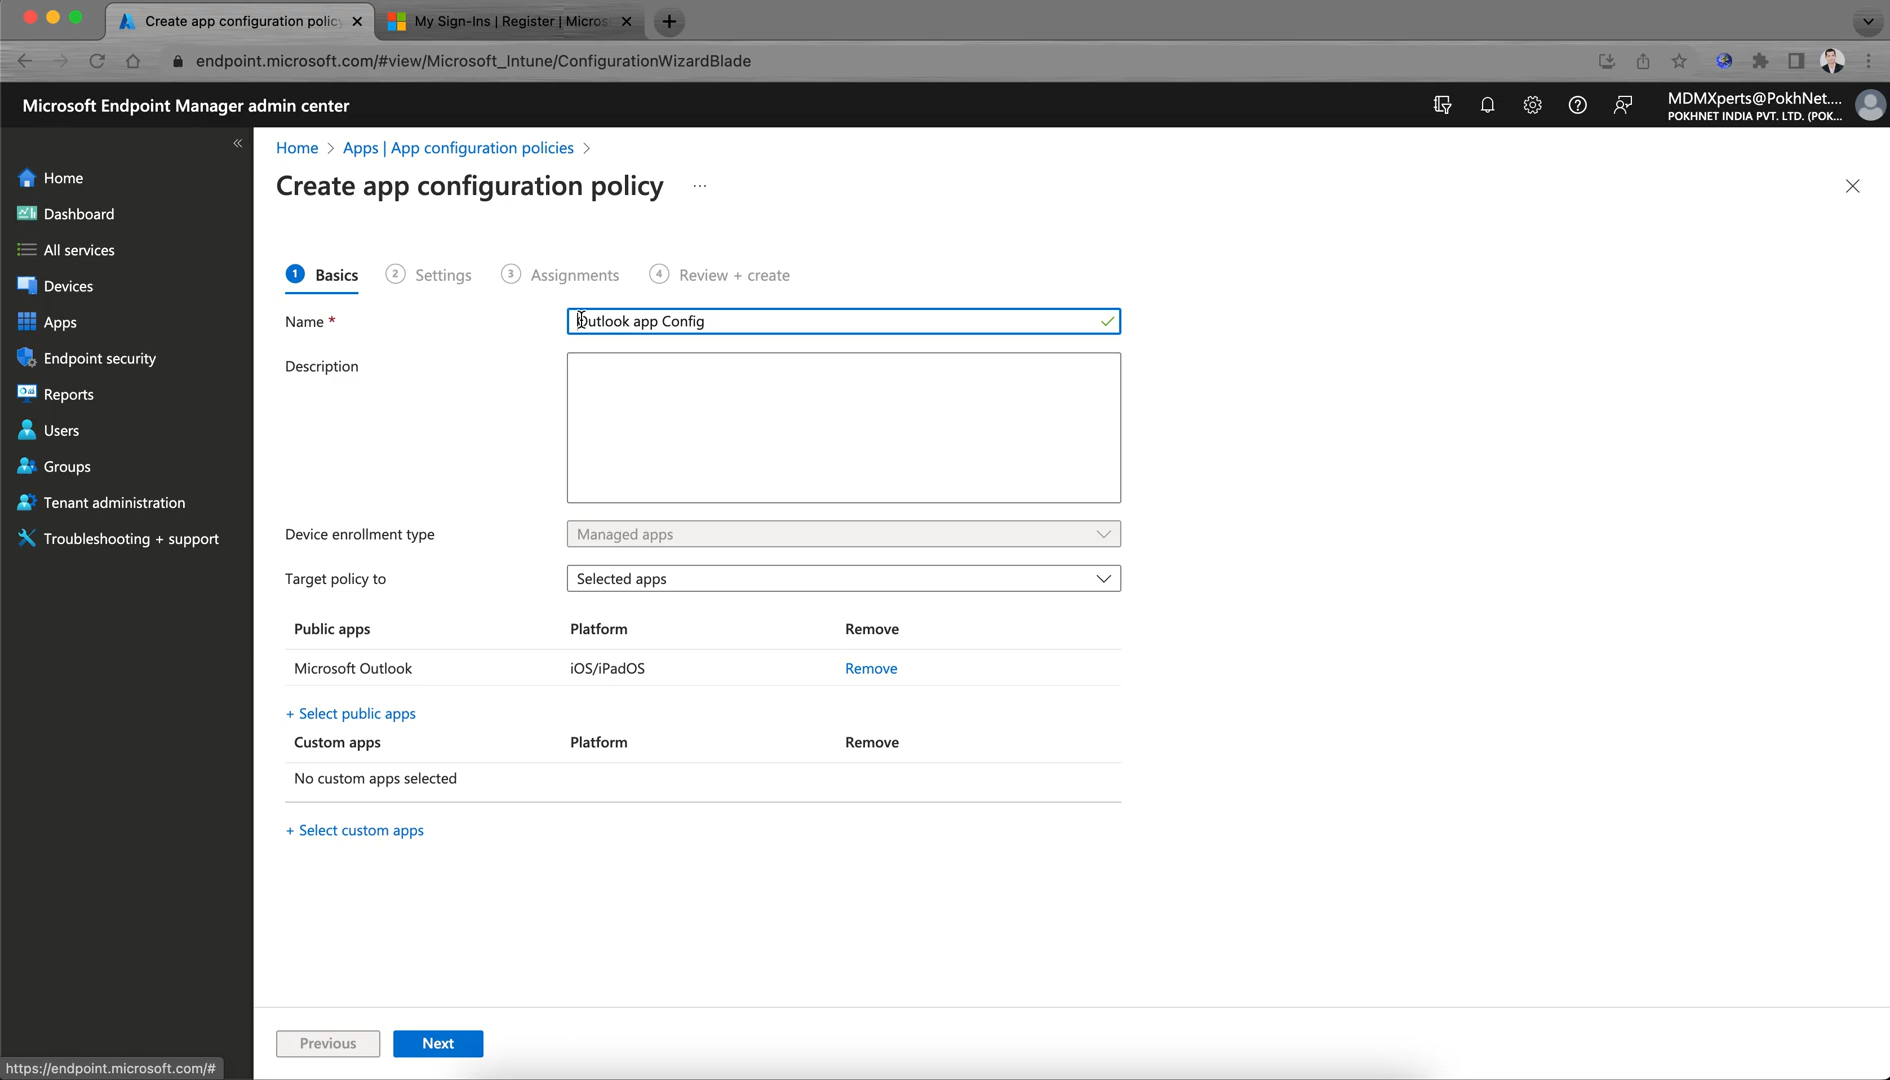 Create app configuration policy
My Sign-Ins | Register | Micros
endpoint.microsoft.com/#view/Microsoft_Intune/ConfigurationWizardBlade
Microsoft Endpoint Manager admin center
MDMXperts@PokhNet....
POKHNET INDIA PVT. LTD. (POK...
«
Home
Dashboard
All services
Devices
Apps
Endpoint security
Reports
Users
Groups
Tenant administration
Troubleshooting + support
Home > Apps | App configuration policies >
Create app configuration policy ...
1 Basics 2 Settings 3 Assignments 4 Review + create
Name * Outlook app Config
Description
Device enrollment type Managed apps
Target policy to Selected apps
Public apps Platform Remove
Microsoft Outlook iOS/iPadOS Remove
+ Select public apps
Custom apps Platform Remove
No custom apps selected
+ Select custom apps
Previous Next
https://endpoint.microsoft.com/#